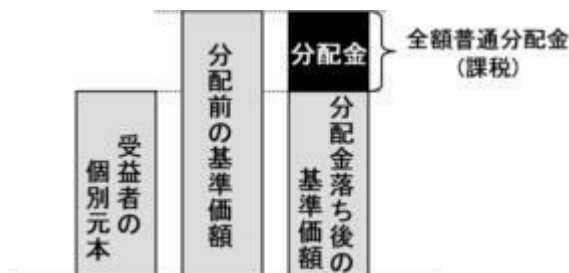 受益者の
個別元本
分配前の基準価額
分配金
分配金落ち後の
基準価額
全額普通分配金
(課税)